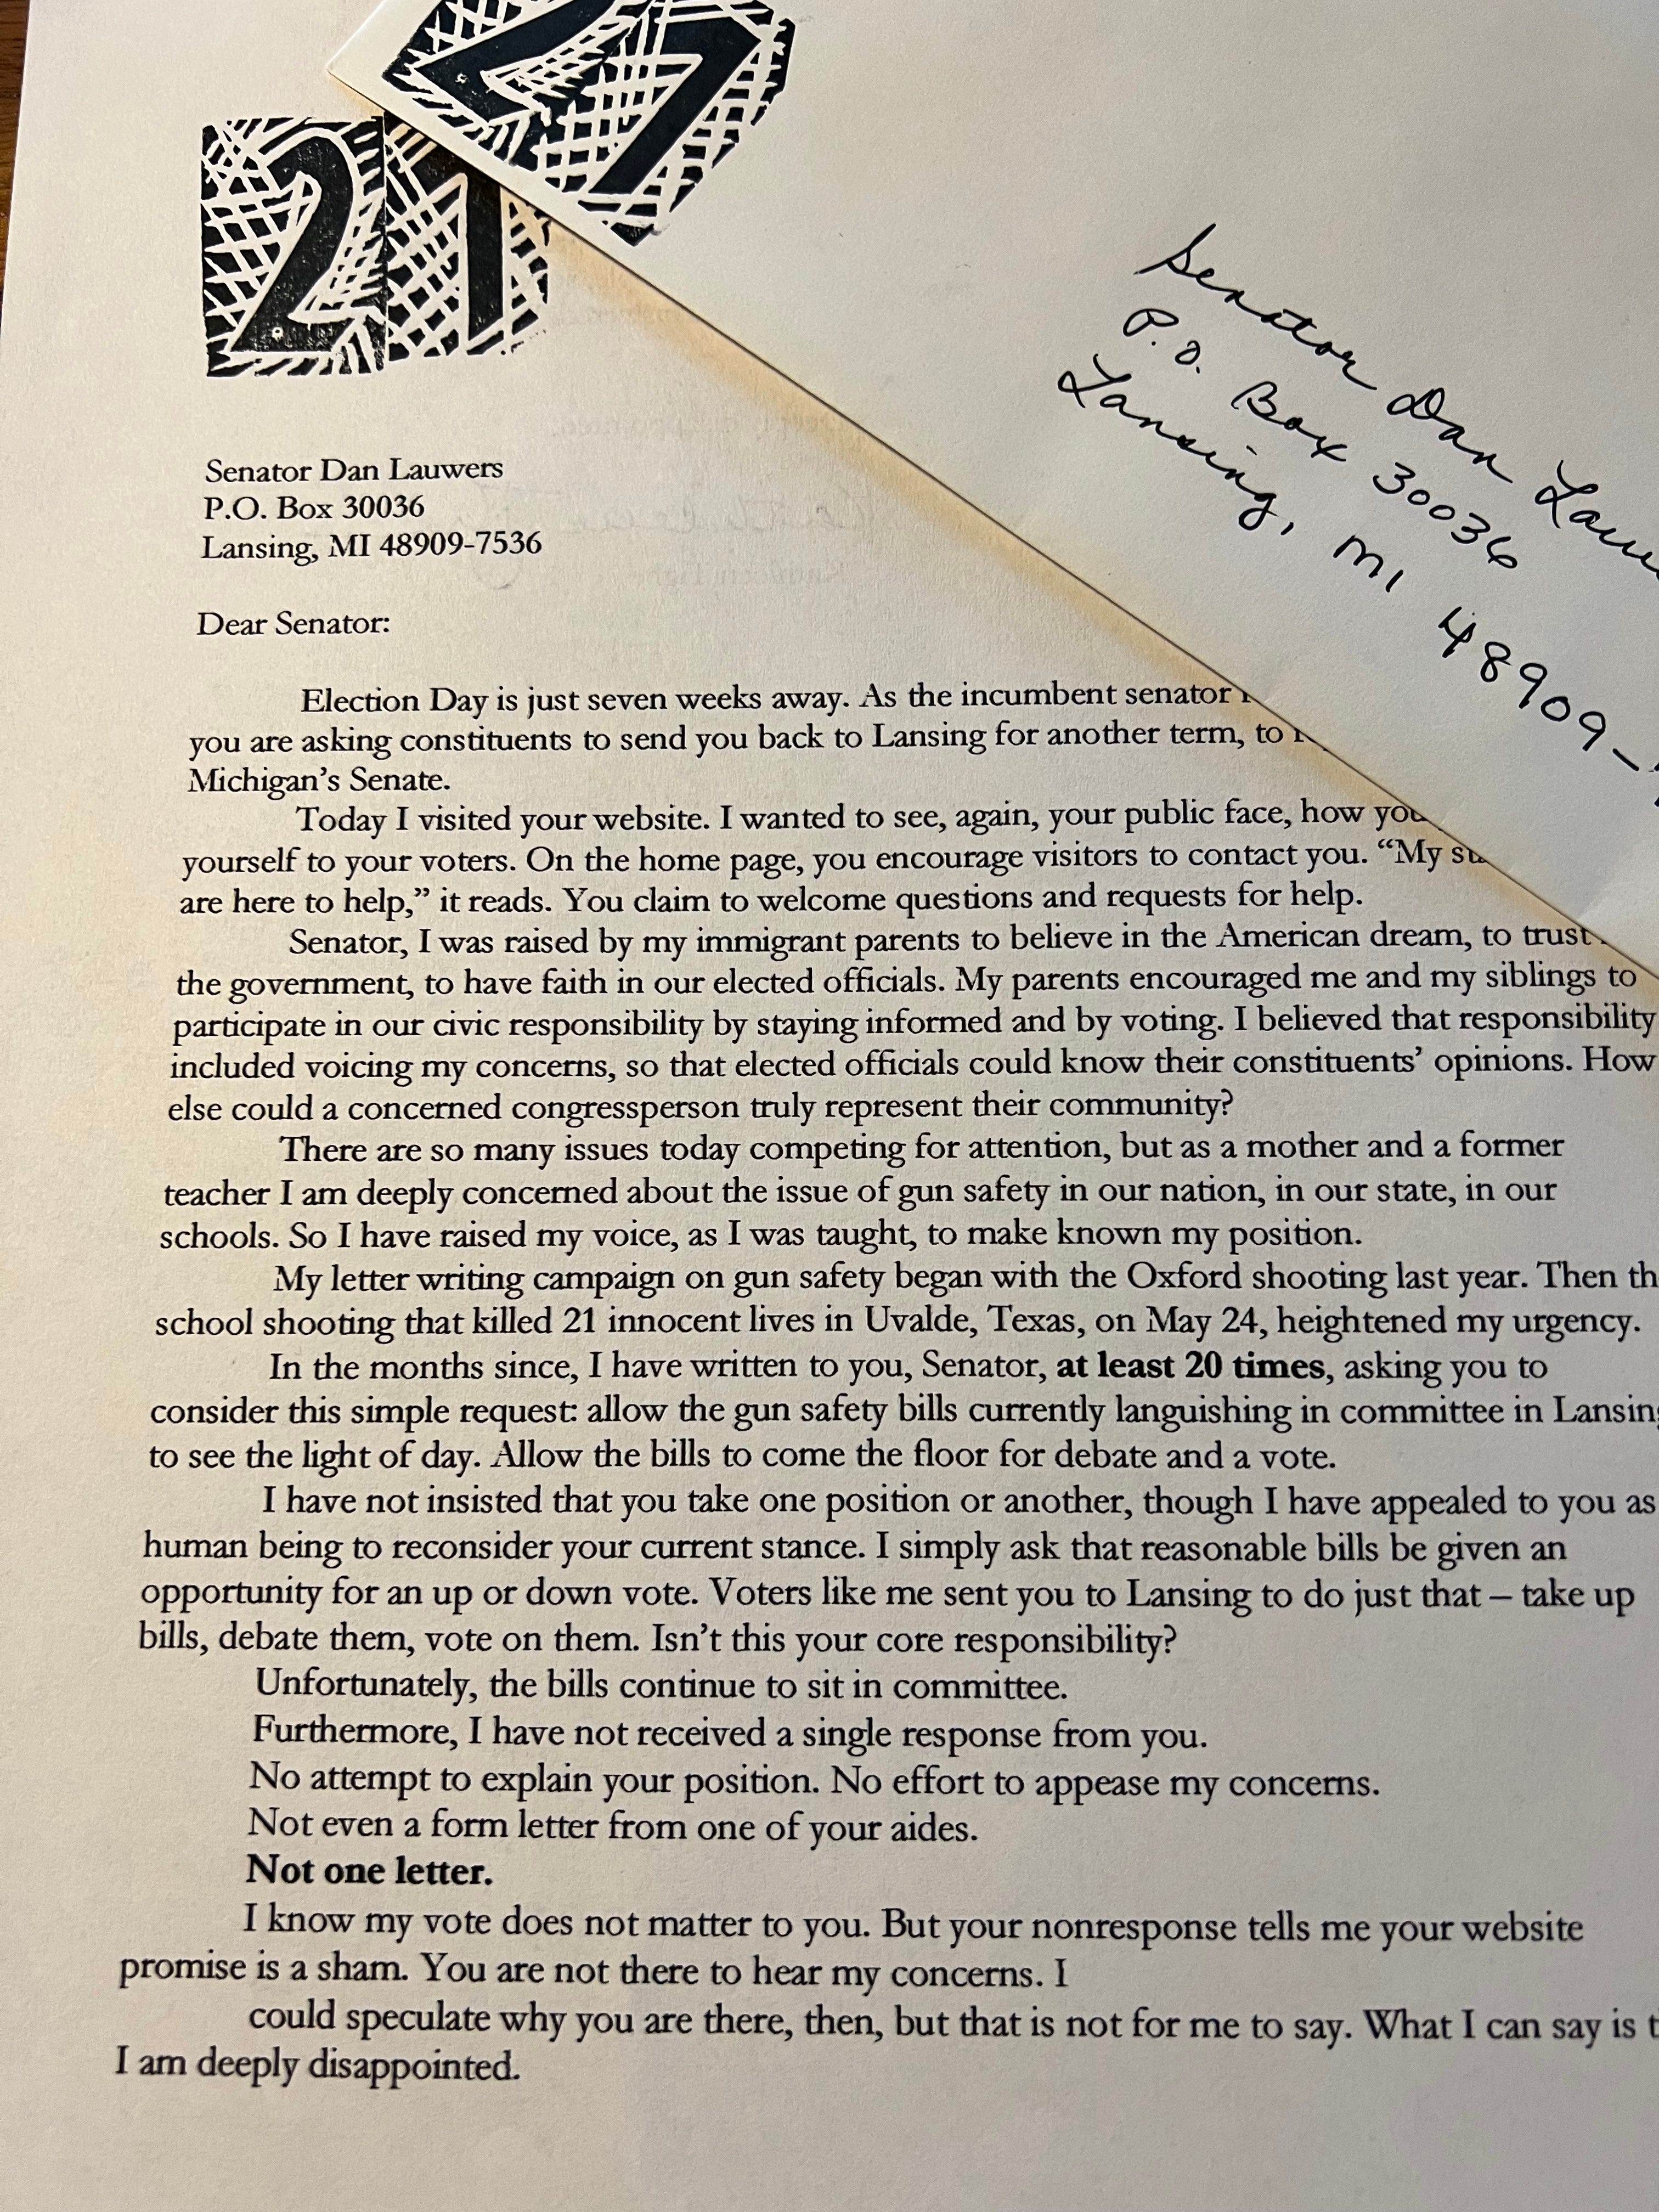 21
21
Senator Dan
P.O. Box 30036
Lansing, MI 48909-
Senator Dan Lauwers
P.O. Box 30036
Lansing, MI 48909-7536
Dear Senator:
Election Day is just seven weeks away. As the incumbent senator
you are asking constituents to send you back to Lansing for another term, to
Michigan's Senate.
Today I visited your website. I wanted to see, again, your public face, how you
yourself to your voters. On the home page, you encourage visitors to contact you. “My
are here to help,” it reads. You claim to welcome questions and requests for help.
Senator, I was raised by my immigrant parents to believe in the American dream, to trust
the government, to have faith in our elected officials. My parents encouraged me and my siblings to
participate in our civic responsibility by staying informed and by voting. I believed that responsibility
included voicing my concerns, so that elected officials could know their constituents’ opinions. How
else could a concerned congressperson truly represent their community?
There are so many issues today competing for attention, but as a mother and a former
teacher I am deeply concerned about the issue of gun safety in our nation, in our state, in our
schools. So I have raised my voice, as I was taught, to make known my position.
My letter writing campaign on gun safety began with the Oxford shooting last year. Then
school shooting that killed 21 innocent lives in Uvalde, Texas, on May 24, heightened my urgency.
In the months since, I have written to you, Senator, at least 20 times, asking you to
consider this simple request: allow the gun safety bills currently languishing in committee in Lansing
to see the light of day. Allow the bills to come the floor for debate and a vote.
I have not insisted that you take one position or another, though I have appealed to you as
human being to reconsider your current stance. I simply ask that reasonable bills be given an
opportunity for an up or down vote. Voters like me sent you to Lansing to do just that – take up
bills, debate them, vote on them. Isn’t this your core responsibility?
Unfortunately, the bills continue to sit in committee.
Furthermore, I have not received a single response from you.
No attempt to explain your position. No effort to appease my concerns.
Not even a form letter from one of your aides.
Not one letter.
I know my vote does not matter to you. But your nonresponse tells me your website
promise is a sham. You are not there to hear my concerns. I
could speculate why you are there, then, but that is not for me to say. What I can say is
I am deeply disappointed.